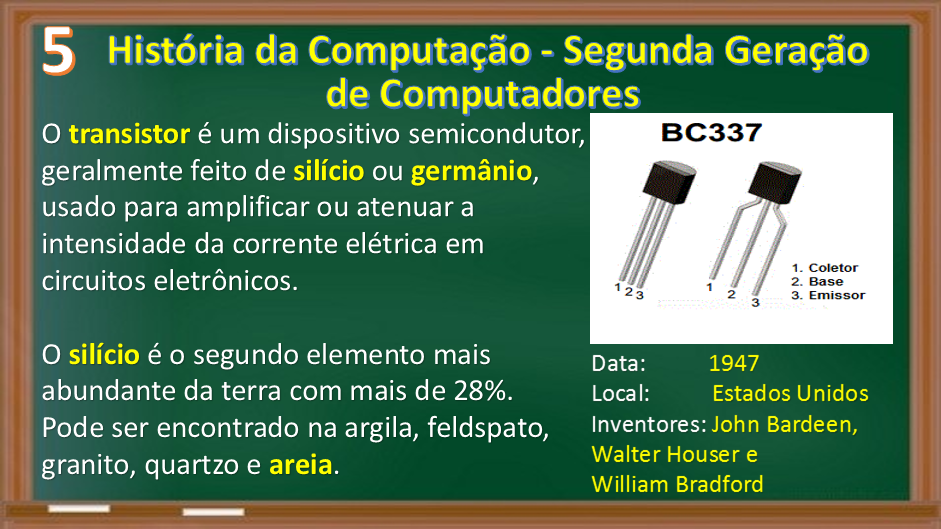 5
História da Computação - Segunda Geração
de Computadores
O transistor é um dispositivo semicondutor,
geralmente feito de silício ou germânio,
usado para amplificar ou atenuar a
intensidade da corrente elétrica em
circuitos eletrônicos.
O silício é o segundo elemento mais
abundante da terra com mais de 28%.
Pode ser encontrado na argila, feldspato,
granito, quartzo e areia.
BC337
1 2 3
1 2 3
1. Coletor
2. Base
3. Emissor
Data: 1947
Local: Estados Unidos
Inventores: John Bardeen,
Walter Houser e
William Bradford